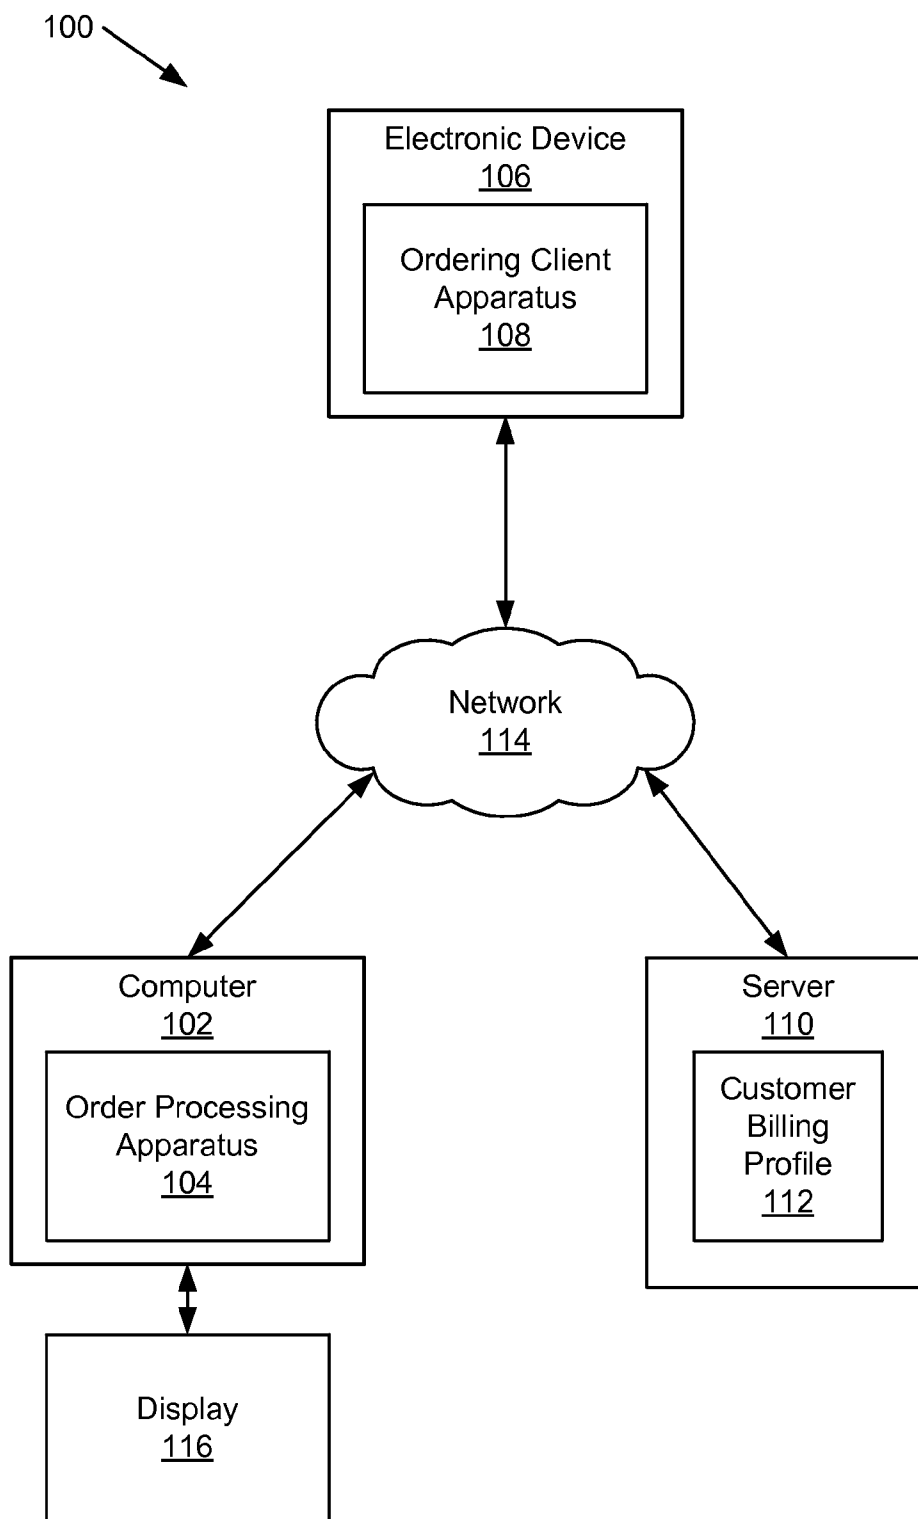 100
Electronic Device
106
Ordering Client
Apparatus
108
Network
114
Computer
102
Order Processing
Apparatus
104
Server
110
Customer
Billing
Profile
112
Display
116